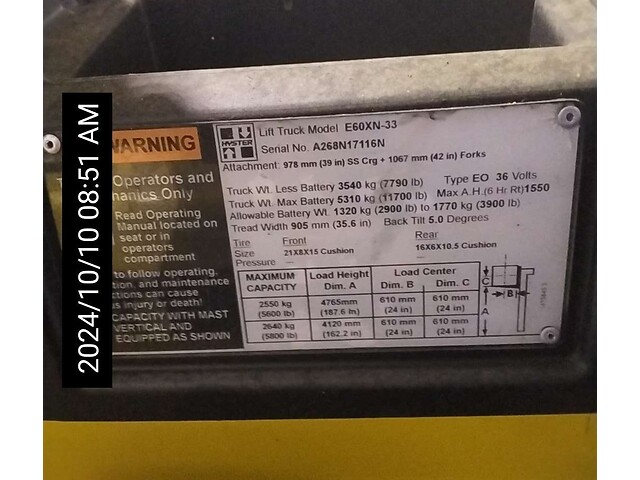 2024/10/10 08:51 AM
WARNING
Operators and
Mechanics Only
Read Operating
Manual located on
seat or in
operators
compartment
to follow operating,
and maintenance
can cause
injury or death!
CAPACITY WITH MAST
VERTICAL AND
EQUIPPED AS SHOWN
HYSTER
Lift Truck Model E60XN-33
Serial No. A268N17116N
Attachment: 978 mm (39 in) SS Crg + 1067 mm (42 in) Forks
Truck Wt. Less Battery 3540 kg (7790 lb) Type EO 36 Volts
Truck Wt. Max Battery 5310 kg (11700 lb) Max A.H.(6 Hr Rt)1550
Allowable Battery Wt. 1320 kg (2900 lb) to 1770 kg (3900 lb)
Tread Width 905 mm (35.6 in) Back Tilt 5.0 Degrees
Tire Front Rear
Size 21X8X15 Cushion 16X6X10.5 Cushion
Pressure — —
MAXIMUM CAPACITY Load Height Dim. A Load Center Dim. B Dim. C
2550 kg (5600 lb) 4765mm (187.6 in) 610 mm (24 in) 610 mm (24 in)
2640 kg (5800 lb) 4120 mm (162.2 in) 610 mm (24 in) 610 mm (24 in)
C
B
A